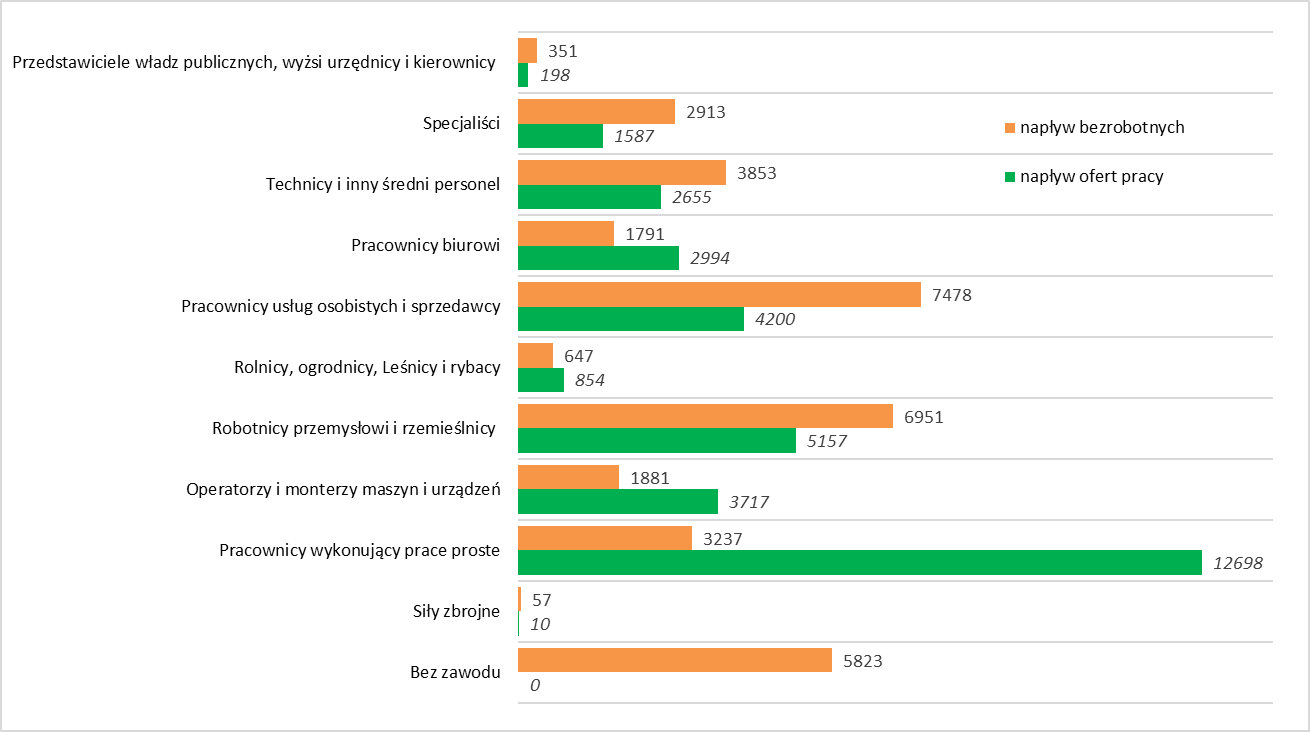 Przedstawiciele władz publicznych, wyżsi urzędnicy i kierownicy
351
198
Specjaliści
2913
1587
napływ bezrobotnych
Technicy i inny średni personel
3853
2655
napływ ofert pracy
Pracownicy biurowi
1791
2994
Pracownicy usług osobistych i sprzedawcy
7478
4200
Rolnicy, ogrodnicy, Leśnicy i rybacy
647
854
Robotnicy przemysłowi i rzemieślnicy
6951
5157
Operatorzy i monterzy maszyn i urządzeń
1881
3717
Pracownicy wykonujący prace proste
3237
12698
Siły zbrojne
57
10
Bez zawodu
5823
0